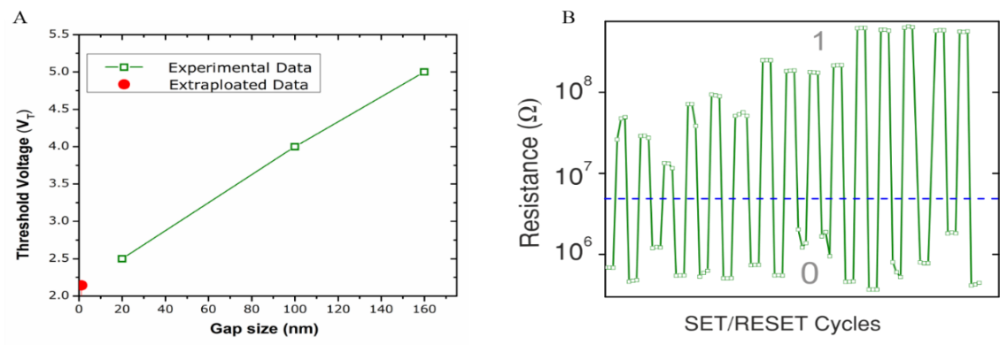 A
5.5
5.0
4.5
4.0
3.5
3.0
2.5
2.0
Threshold Voltage (V_T)
Experimental Data
Extraploated Data
0 20 40 60 80 100 120 140 160
Gap size (nm)
B
10^8
10^7
10^6
Resistance (Ω)
1
0
SET/RESET Cycles